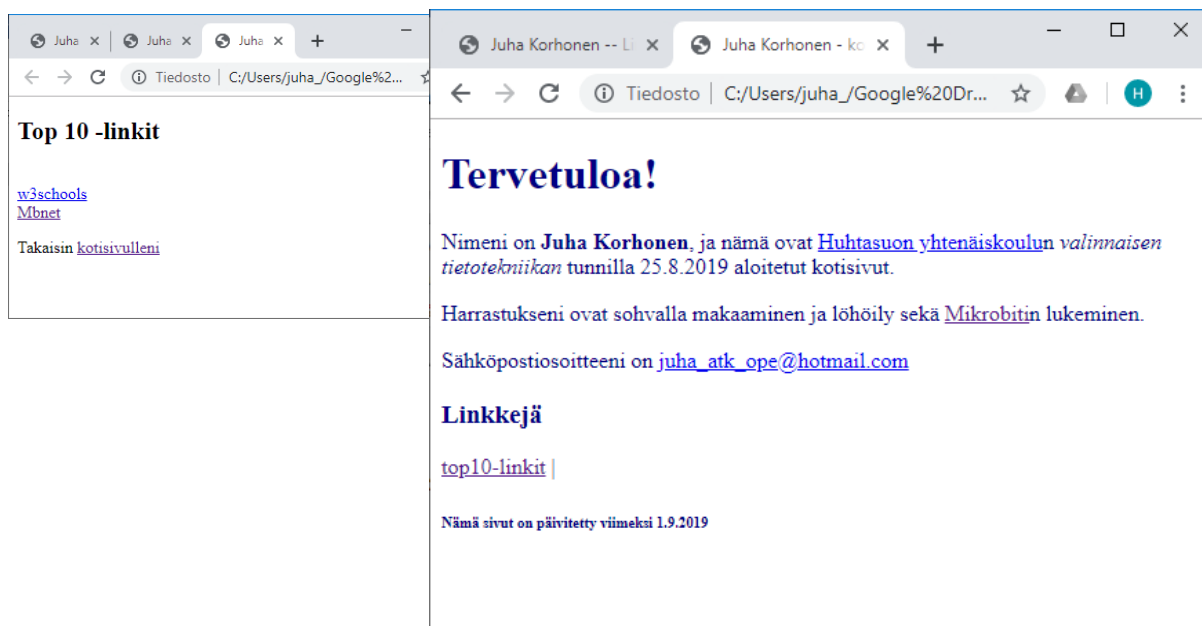 Juha
Juha
Juha
Tiedosto | C:/Users/juha_/Google%2...
Top 10 -linkit
w3schools
Mbnet
Takaisin kotisivulleni
Juha Korhonen -- Li
Juha Korhonen - ko
Tiedosto | C:/Users/juha_/Google%20Dr...
H
Tervetuloa!
Nimeni on Juha Korhonen, ja nämä ovat Huhtasuon yhtenäiskoulun valinnaisen
tietotekniikan tunnilla 25.8.2019 aloitetut kotisivut.
Harrastukseni ovat sohvalla makaaminen ja löhöily sekä Mikrobitin lukeminen.
Sähköpostiosoitteeni on juha_atk_ope@hotmail.com
Linkkejä
top10-linkit |
Nämä sivut on päivitetty viimeksi 1.9.2019